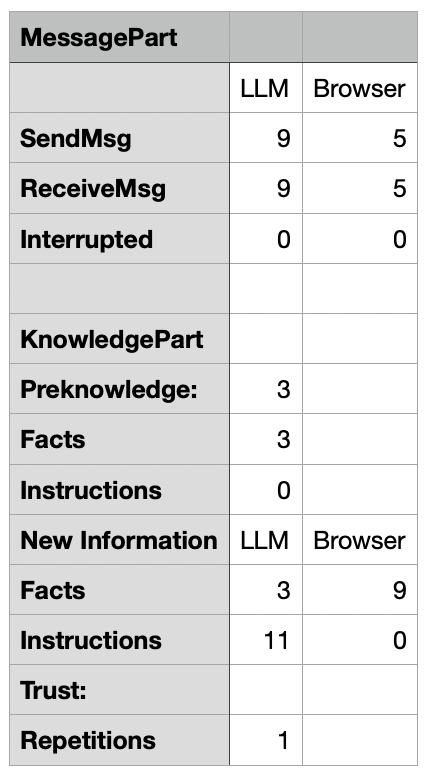 MessagePart
LLM Browser
SendMsg 9 5
ReceiveMsg 9 5
Interrupted 0 0
KnowledgePart
Preknowledge: 3
Facts 3
Instructions 0
New Information LLM Browser
Facts 3 9
Instructions 11 0
Trust:
Repetitions 1